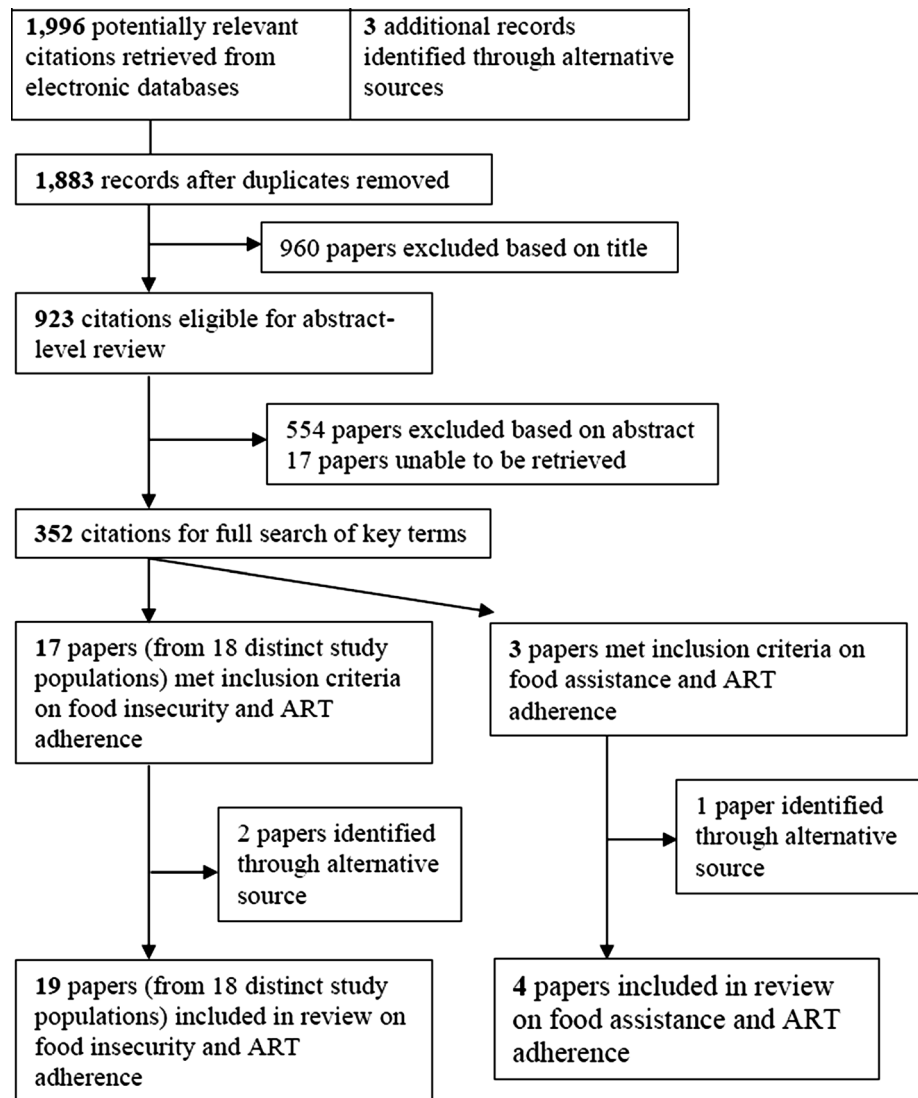 1,996 potentially relevant
citations retrieved from
electronic databases
3 additional records
identified through alternative
sources
1,883 records after duplicates removed
960 papers excluded based on title
923 citations eligible for abstract-
level review
554 papers excluded based on abstract
17 papers unable to be retrieved
352 citations for full search of key terms
17 papers (from 18 distinct study
populations) met inclusion criteria
on food insecurity and ART
adherence
3 papers met inclusion criteria on
food assistance and ART
adherence
2 papers identified
through alternative
source
1 paper identified
through alternative
source
19 papers (from 18 distinct study
populations) included in review on
food insecurity and ART
adherence
4 papers included in review
on food assistance and ART
adherence